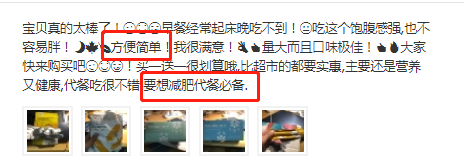 宝贝真的太棒了！😊😊😊早餐经常起床晚吃不到！😐吃这个饱腹感强,也不
容易胖！🌙🍁🍃方便简单！我很满意！👆量大而且口味极佳！👍大家
快来购买吧😊😊😊！买一送一很划算哦,比超市的都要实惠,主要还是营养
又健康,代餐吃很不错.要想减肥代餐必备.